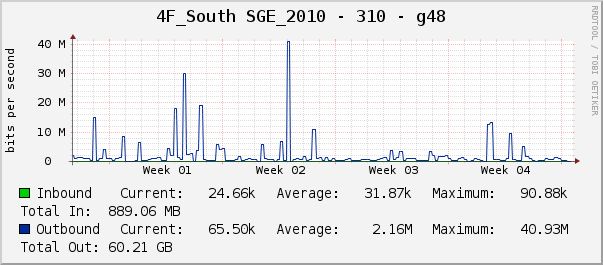 4F_South SGE_2010 - 310 - g48
RRDTOOL / TOBI OETIKER
bits per second
40 M
30 M
20 M
10 M
0
Week 01 Week 02 Week 03 Week 04
Inbound Current: 24.66k Average: 31.87k Maximum: 90.88k
Total In: 889.06 MB
Outbound Current: 65.50k Average: 2.16M Maximum: 40.93M
Total Out: 60.21 GB